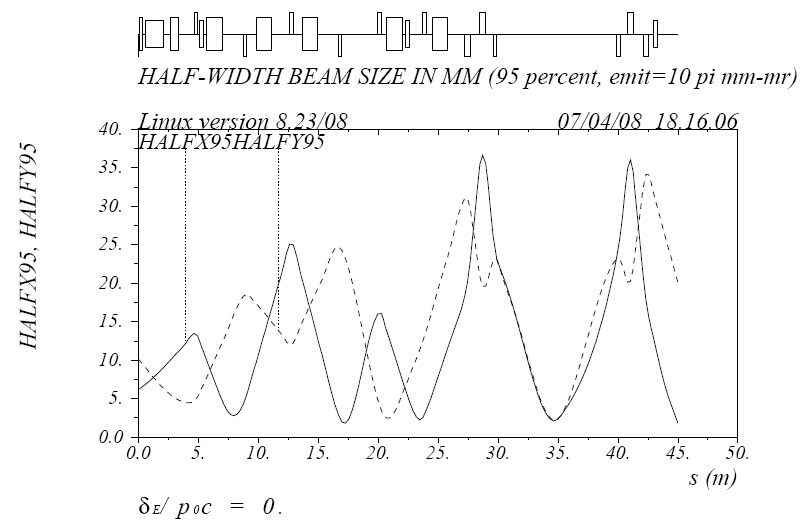 HALF-WIDTH BEAM SIZE IN MM (95 percent, emit=10 pi mm-mr)
Linux version 8.23/08 07/04/08 18.16.06
HALFX95HALFY95
HALFX95, HALFY95
40.
35.
30.
25.
20.
15.
10.
5.
0.0
0.0 5. 10. 15. 20. 25. 30. 35. 40. 45. 50.
s (m)
δE/ p0c = 0.